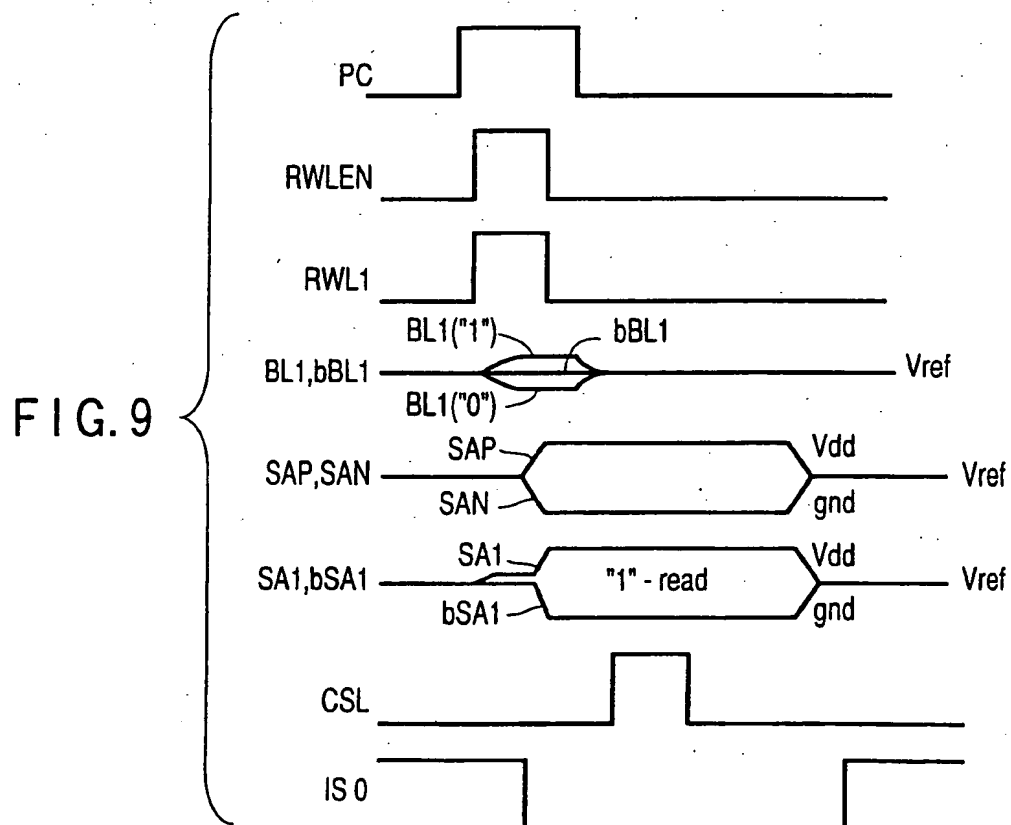 FIG. 9
PC
RWLEN
RWL1
BL1("1")
bBL1
BL1,bBL1
Vref
BL1("0")
SAP
Vdd
SAP,SAN
Vref
SAN
gnd
SA1
Vdd
SA1,bSA1
"1" - read
Vref
bSA1
gnd
CSL
IS 0